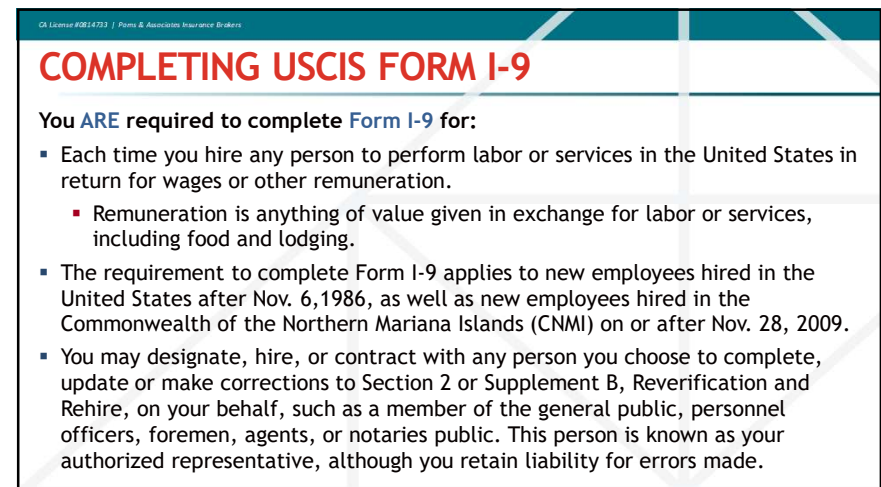 CA License #0814733 | Poms & Associates Insurance Brokers
COMPLETING USCIS FORM I-9
You ARE required to complete Form I-9 for:
▪ Each time you hire any person to perform labor or services in the United States in
return for wages or other remuneration.
▪ Remuneration is anything of value given in exchange for labor or services,
including food and lodging.
▪ The requirement to complete Form I-9 applies to new employees hired in the
United States after Nov. 6,1986, as well as new employees hired in the
Commonwealth of the Northern Mariana Islands (CNMI) on or after Nov. 28, 2009.
▪ You may designate, hire, or contract with any person you choose to complete,
update or make corrections to Section 2 or Supplement B, Reverification and
Rehire, on your behalf, such as a member of the general public, personnel
officers, foremen, agents, or notaries public. This person is known as your
authorized representative, although you retain liability for errors made.